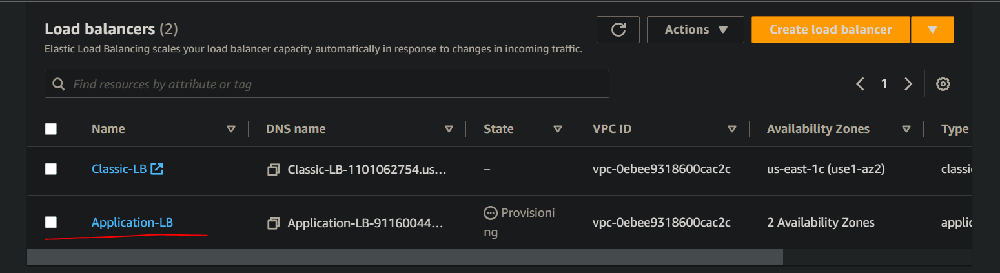 Load balancers (2)
Actions
Create load balancer
Elastic Load Balancing scales your load balancer capacity automatically in response to changes in incoming traffic.
Find resources by attribute or tag
1
Name DNS name State VPC ID Availability Zones Type
Classic-LB Classic-LB-1101062754.us... – vpc-0ebee9318600cac2c us-east-1c (use1-az2) classi
Application-LB Application-LB-91160044... Provisioni
ng vpc-0ebee9318600cac2c 2 Availability Zones applic